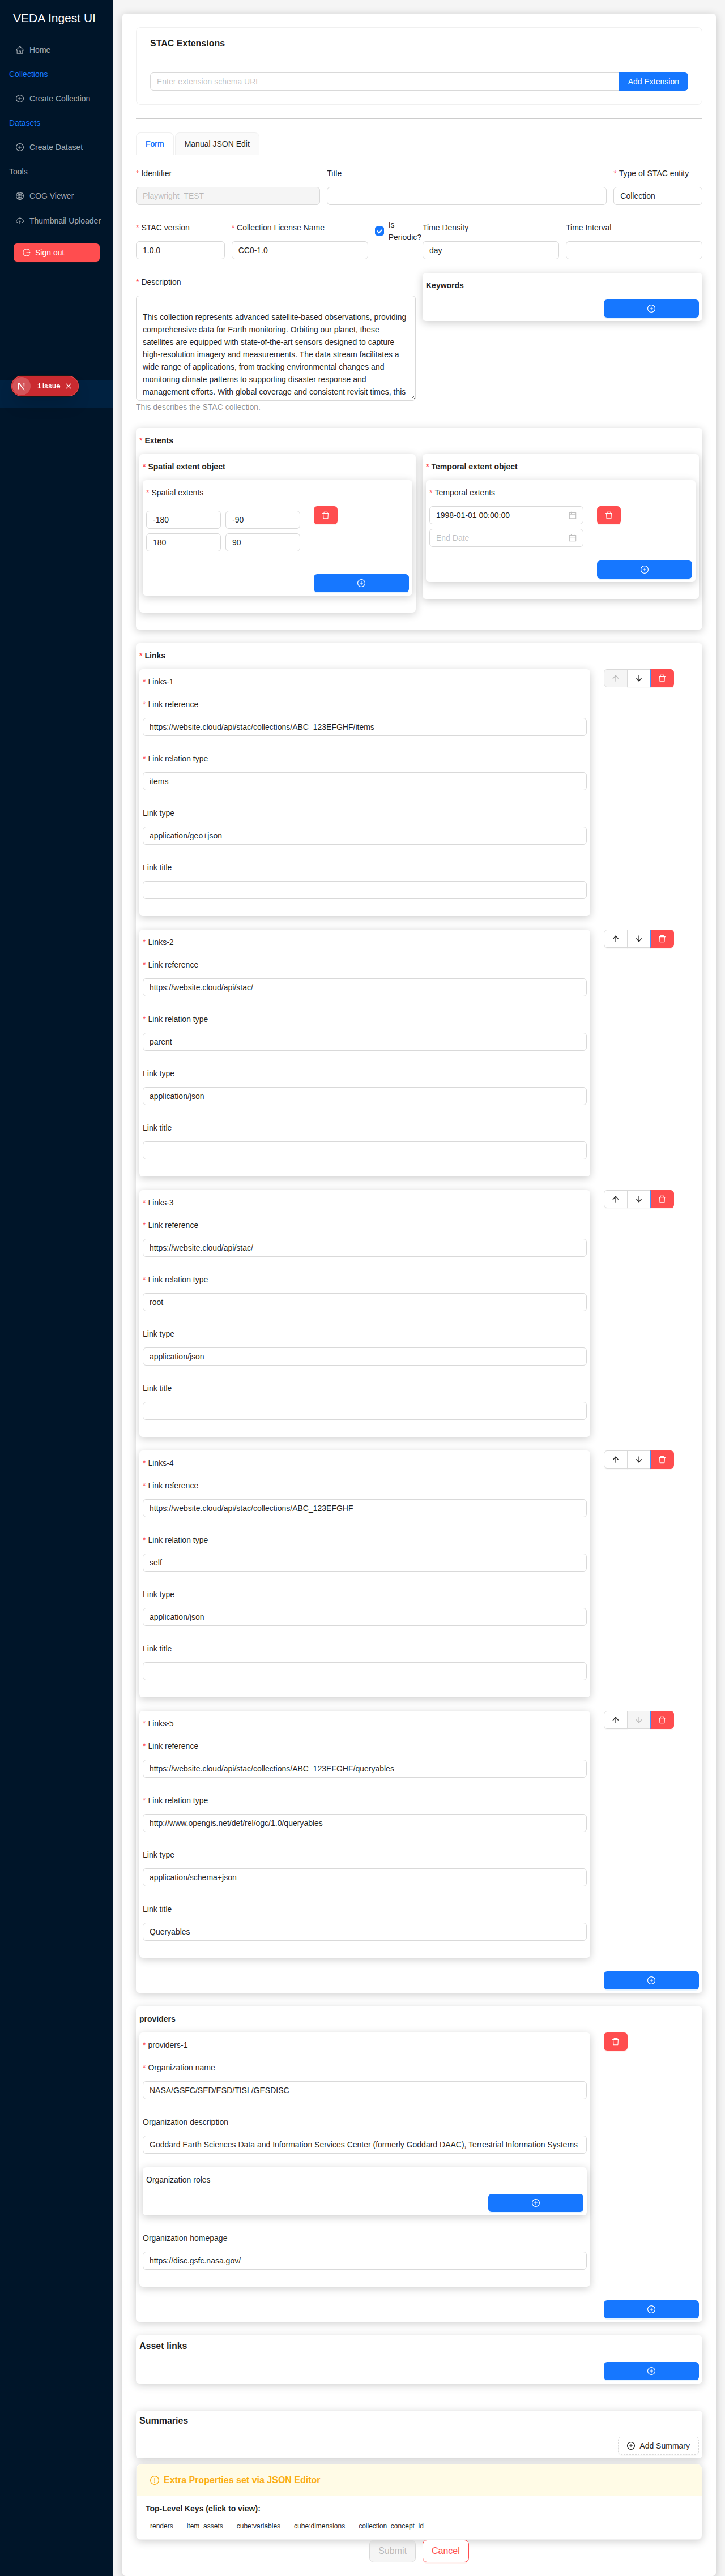 VEDA Ingest UI
Home
Collections
Create Collection
Datasets
Create Dataset
Tools
COG Viewer
Thumbnail Uploader
Sign out
1 Issue
STAC Extensions
Enter extension schema URL
Add Extension
Form
Manual JSON Edit
* Identifier
Title
* Type of STAC entity
Playwright_TEST
Collection
* STAC version
* Collection License Name
Is Periodic?
Time Density
Time Interval
1.0.0
CC0-1.0
day
* Description
This collection represents advanced satellite-based observations, providing
comprehensive data for Earth monitoring. Orbiting our planet, these
satellites are equipped with state-of-the-art sensors designed to capture
high-resolution imagery and measurements. The data stream facilitates a
wide range of applications, from tracking environmental changes and
monitoring climate patterns to supporting disaster response and
management efforts. With global coverage and consistent revisit times, this
This describes the STAC collection.
Keywords
* Extents
* Spatial extent object
* Spatial extents
-180
-90
180
90
* Temporal extent object
* Temporal extents
1998-01-01 00:00:00
End Date
* Links
* Links-1
* Link reference
https://website.cloud/api/stac/collections/ABC_123EFGHF/items
* Link relation type
items
Link type
application/geo+json
Link title
* Links-2
* Link reference
https://website.cloud/api/stac/
* Link relation type
parent
Link type
application/json
Link title
* Links-3
* Link reference
https://website.cloud/api/stac/
* Link relation type
root
Link type
application/json
Link title
* Links-4
* Link reference
https://website.cloud/api/stac/collections/ABC_123EFGHF
* Link relation type
self
Link type
application/json
Link title
* Links-5
* Link reference
https://website.cloud/api/stac/collections/ABC_123EFGHF/queryables
* Link relation type
http://www.opengis.net/def/rel/ogc/1.0/queryables
Link type
application/schema+json
Link title
Queryables
providers
* providers-1
* Organization name
NASA/GSFC/SED/ESD/TISL/GESDISC
Organization description
Goddard Earth Sciences Data and Information Services Center (formerly Goddard DAAC), Terrestrial Information Systems
Organization roles
Organization homepage
https://disc.gsfc.nasa.gov/
Asset links
Summaries
Add Summary
Extra Properties set via JSON Editor
Top-Level Keys (click to view):
renders
item_assets
cube:variables
cube:dimensions
collection_concept_id
Submit
Cancel